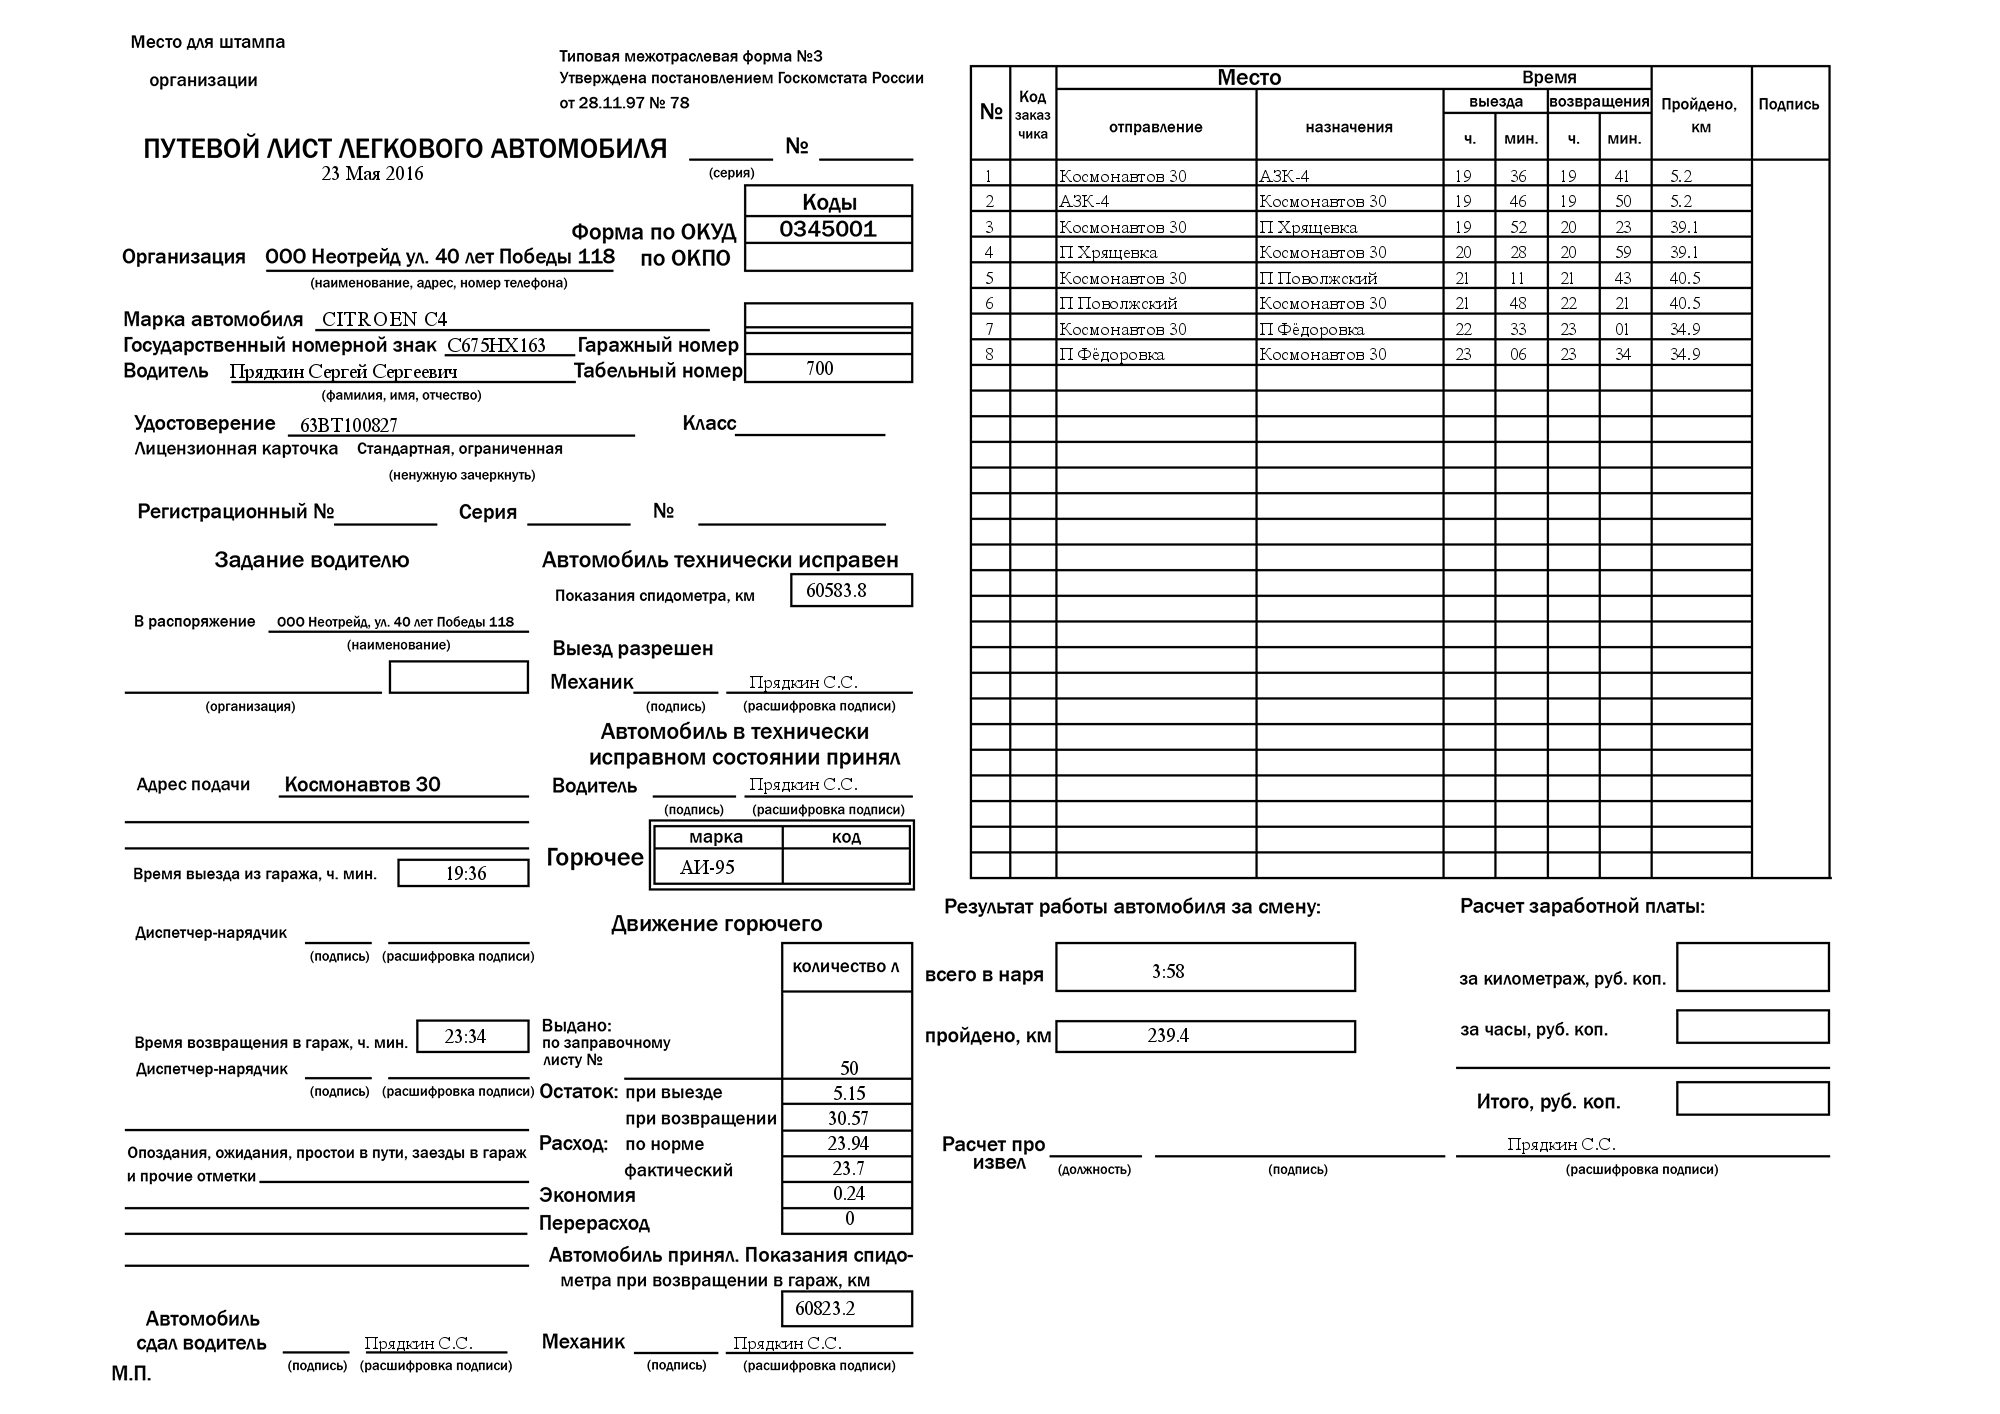 Место для штампа
организации
Типовая межотраслевая форма №3
Утверждена постановлением Госкомстата России
от 28.11.97 № 78
ПУТЕВОЙ ЛИСТ ЛЕГКОВОГО АВТОМОБИЛЯ №
23 Мая 2016 (серия)
Коды
Форма по ОКУД 0345001
Организация ООО Неотрейд ул. 40 лет Победы 118 по ОКПО
(наименование, адрес, номер телефона)
Марка автомобиля CITROEN C4
Государственный номерной знак С675НХ163 Гаражный номер
Водитель Прядкин Сергей Сергеевич Табельный номер 700
(фамилия, имя, отчество)
Удостоверение 63ВТ100827 Класс
Лицензионная карточка Стандартная, ограниченная
(ненужную зачеркнуть)
Регистрационный № Серия №
Задание водителю
В распоряжение ООО Неотрейд, ул. 40 лет Победы 118
(наименование)
(организация)
Адрес подачи Космонавтов 30
Время выезда из гаража, ч. мин. 19:36
Диспетчер-нарядчик
(подпись) (расшифровка подписи)
Время возвращения в гараж, ч. мин. 23:34
Диспетчер-нарядчик
(подпись) (расшифровка подписи)
Опоздания, ожидания, простои в пути, заезды в гараж
и прочие отметки
Автомобиль
сдал водитель Прядкин С.С.
(подпись) (расшифровка подписи)
М.П.
Автомобиль технически исправен
Показания спидометра, км 60583.8
Выезд разрешен
Механик Прядкин С.С.
(подпись) (расшифровка подписи)
Автомобиль в технически
исправном состоянии принял
Водитель Прядкин С.С.
(подпись) (расшифровка подписи)
марка код
Горючее АИ-95
Движение горючего
количество л
Выдано:
по заправочному
листу № 50
Остаток: при выезде 5.15
при возвращении 30.57
Расход: по норме 23.94
фактический 23.7
Экономия 0.24
Перерасход 0
Автомобиль принял. Показания спидо-
метра при возвращении в гараж, км
60823.2
Механик Прядкин С.С.
(подпись) (расшифровка подписи)
№ Код заказ чика Место Время Пройдено, км Подпись
отправление назначения выезда возвращения
ч. мин. ч. мин.
1 Космонавтов 30 АЗК-4 19 36 19 41 5.2
2 АЗК-4 Космонавтов 30 19 46 19 50 5.2
3 Космонавтов 30 П Хрящевка 19 52 20 23 39.1
4 П Хрящевка Космонавтов 30 20 28 20 59 39.1
5 Космонавтов 30 П Поволжский 21 11 21 43 40.5
6 П Поволжский Космонавтов 30 21 48 22 21 40.5
7 Космонавтов 30 П Фёдоровка 22 33 23 01 34.9
8 П Фёдоровка Космонавтов 30 23 06 23 34 34.9
Результат работы автомобиля за смену:
всего в наря 3:58
пройдено, км 239.4
Расчет заработной платы:
за километраж, руб. коп.
за часы, руб. коп.
Итого, руб. коп.
Расчет про
извел Прядкин С.С.
(должность) (подпись) (расшифровка подписи)